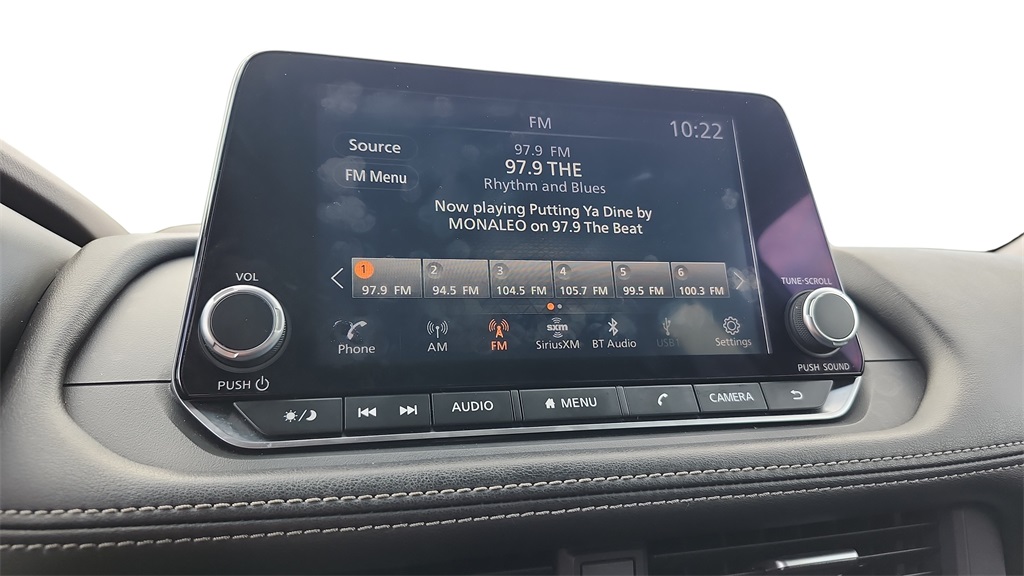 FM
10:22
Source
FM Menu
97.9 FM
97.9 THE
Rhythm and Blues
Now playing Putting Ya Dine by
MONALEO on 97.9 The Beat
1 2 3 4 5 6
97.9 FM 94.5 FM 104.5 FM 105.7 FM 99.5 FM 100.3 FM
Phone AM FM sxm SiriusXM BT Audio USB1 Settings
VOL
PUSH
TUNE·SCROLL
PUSH SOUND
AUDIO MENU CAMERA